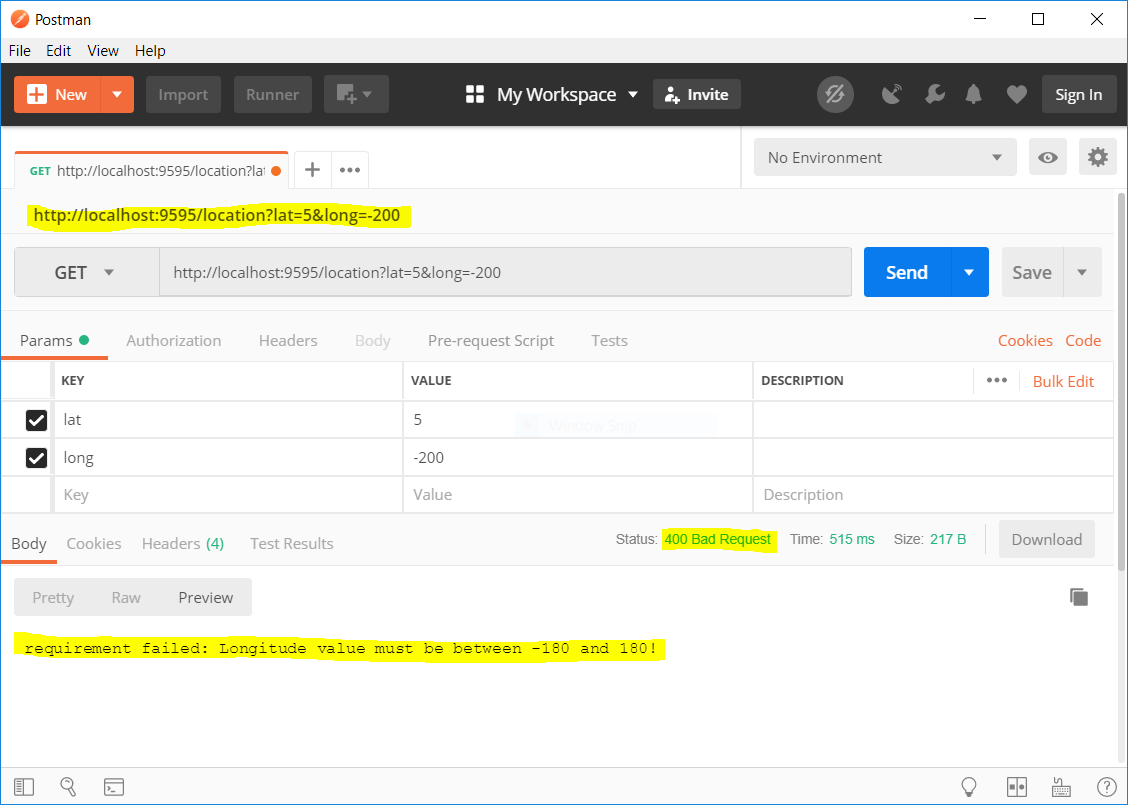 Postman
File Edit View Help
New Import Runner My Workspace Invite Sign In
GET http://localhost:9595/location?lat
No Environment
http://localhost:9595/location?lat=5&long=-200
GET http://localhost:9595/location?lat=5&long=-200 Send Save
Params Authorization Headers Body Pre-request Script Tests Cookies Code
KEY VALUE DESCRIPTION Bulk Edit
lat 5 Window Snip
long -200
Key Value Description
Body Cookies Headers (4) Test Results Status: 400 Bad Request Time: 515 ms Size: 217 B Download
Pretty Raw Preview
requirement failed: Longitude value must be between -180 and 180!